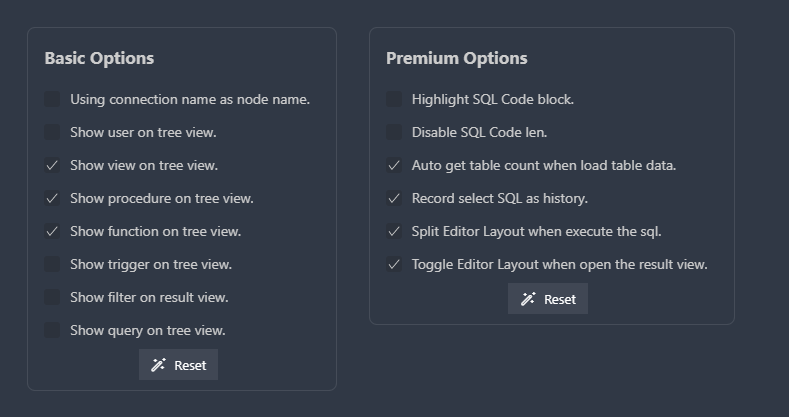 Basic Options
Using connection name as node name.
Show user on tree view.
Show view on tree view.
Show procedure on tree view.
Show function on tree view.
Show trigger on tree view.
Show filter on result view.
Show query on tree view.
Reset
Premium Options
Highlight SQL Code block.
Disable SQL Code len.
Auto get table count when load table data.
Record select SQL as history.
Split Editor Layout when execute the sql.
Toggle Editor Layout when open the result view.
Reset